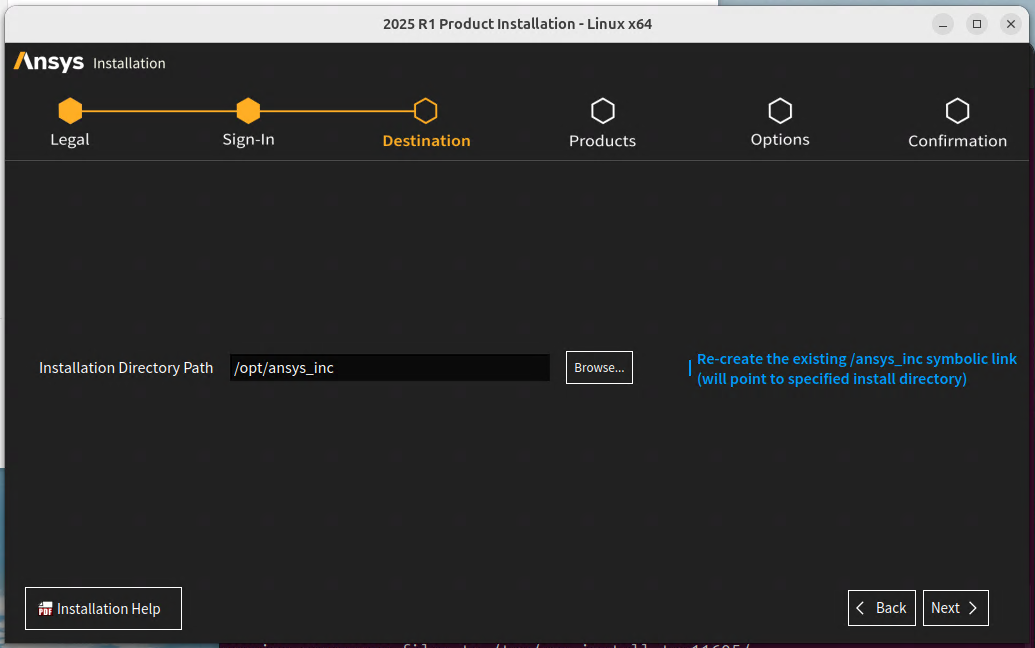 2025 R1 Product Installation - Linux x64
Ansys Installation
Legal
Sign-In
Destination
Products
Options
Confirmation
Installation Directory Path
/opt/ansys_inc
Browse...
Re-create the existing /ansys_inc symbolic link
(will point to specified install directory)
PDF Installation Help
Back
Next